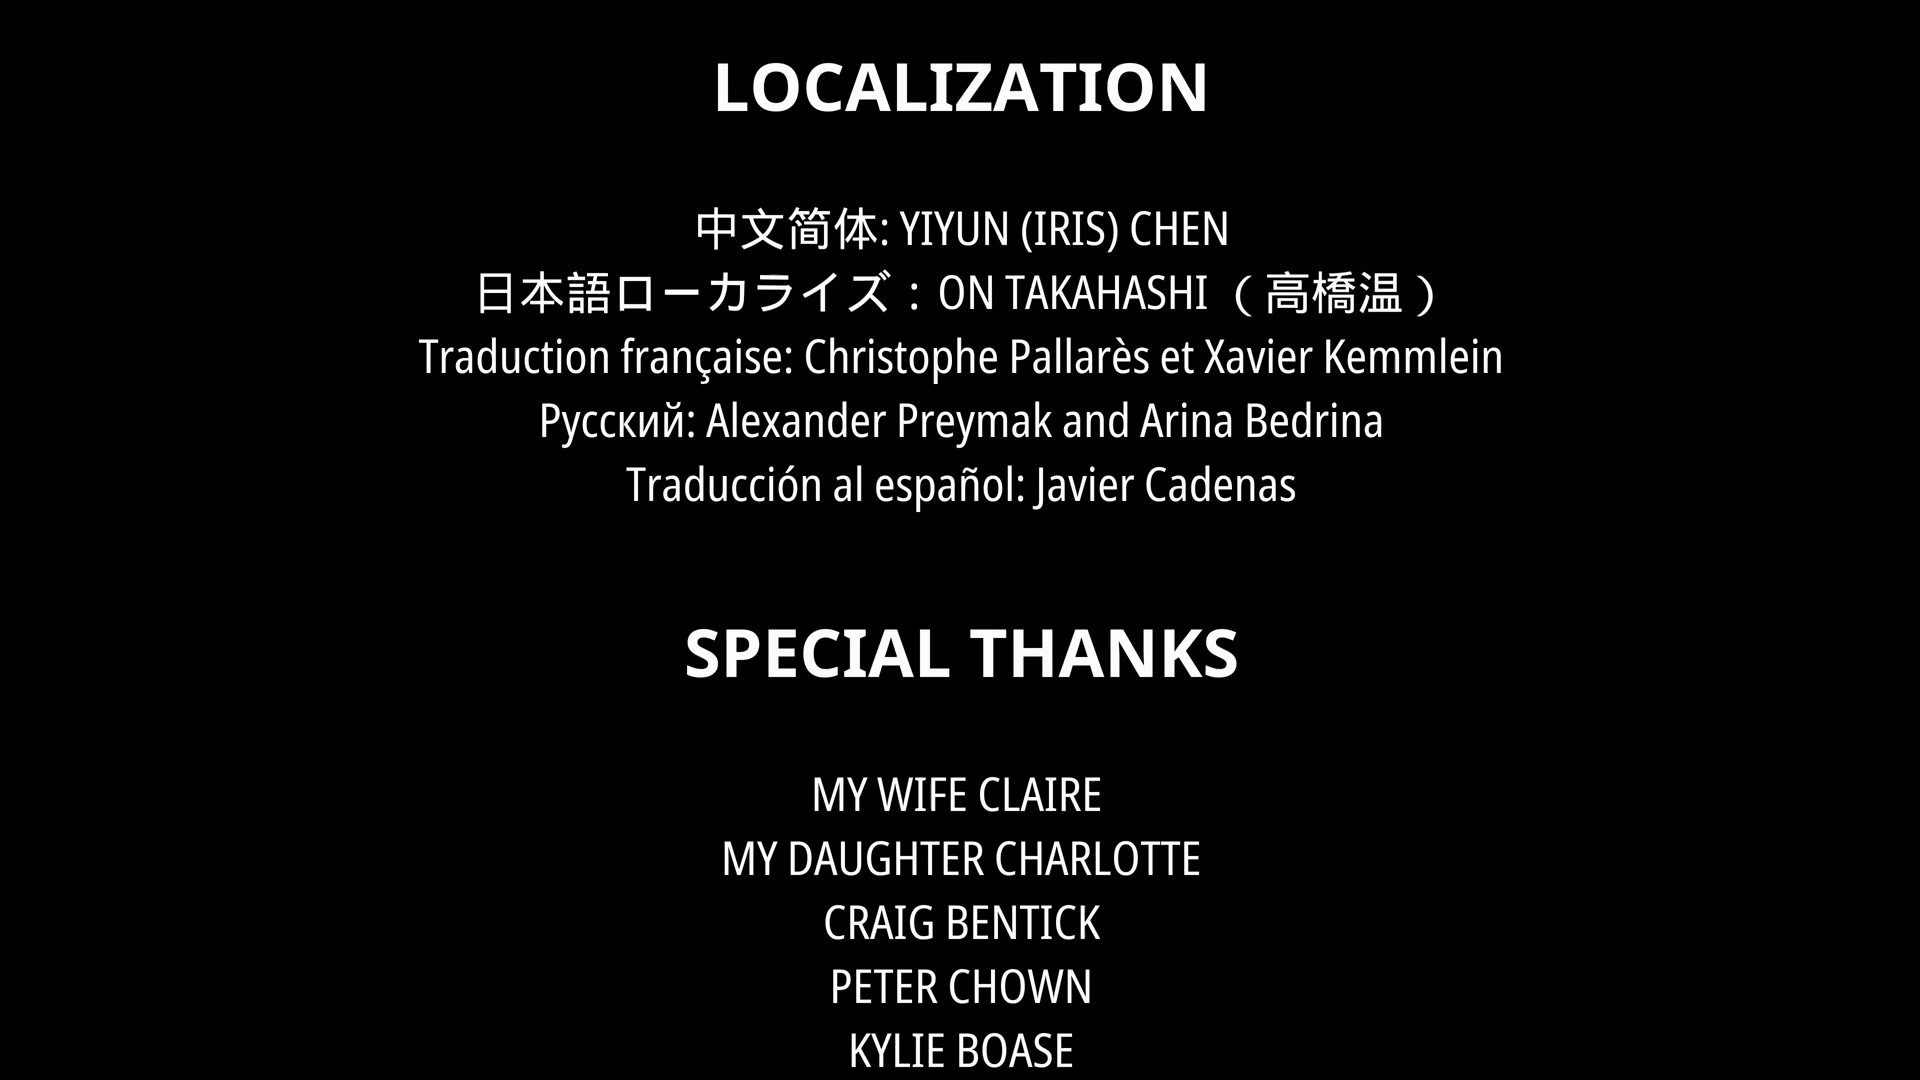 LOCALIZATION
中文简体: YIYUN (IRIS) CHEN
日本語ローカライズ：ON TAKAHASHI （高橋温）
Traduction française: Christophe Pallarès et Xavier Kemmlein
Русский: Alexander Preymak and Arina Bedrina
Traducción al español: Javier Cadenas
SPECIAL THANKS
MY WIFE CLAIRE
MY DAUGHTER CHARLOTTE
CRAIG BENTICK
PETER CHOWN
KYLIE BOASE